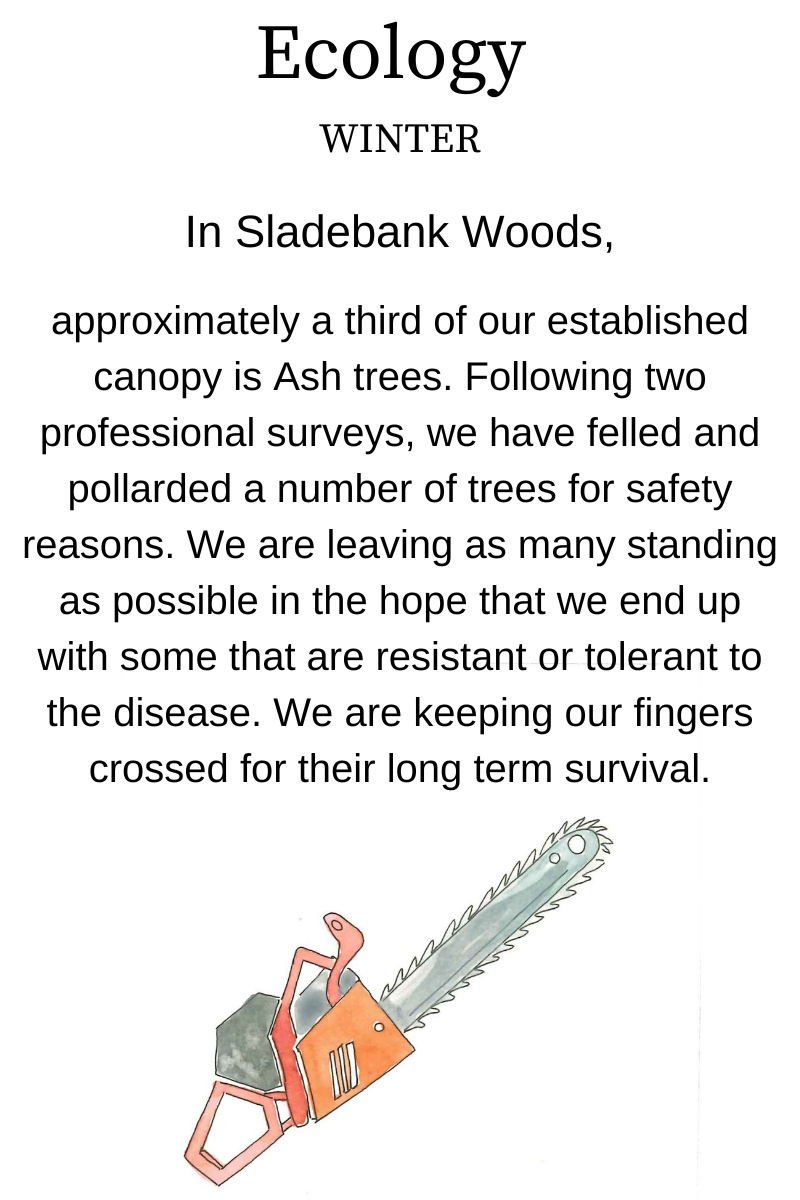 Ecology
WINTER
In Sladebank Woods,
approximately a third of our established
canopy is Ash trees. Following two
professional surveys, we have felled and
pollarded a number of trees for safety
reasons. We are leaving as many standing
as possible in the hope that we end up
with some that are resistant or tolerant to
the disease. We are keeping our fingers
crossed for their long term survival.